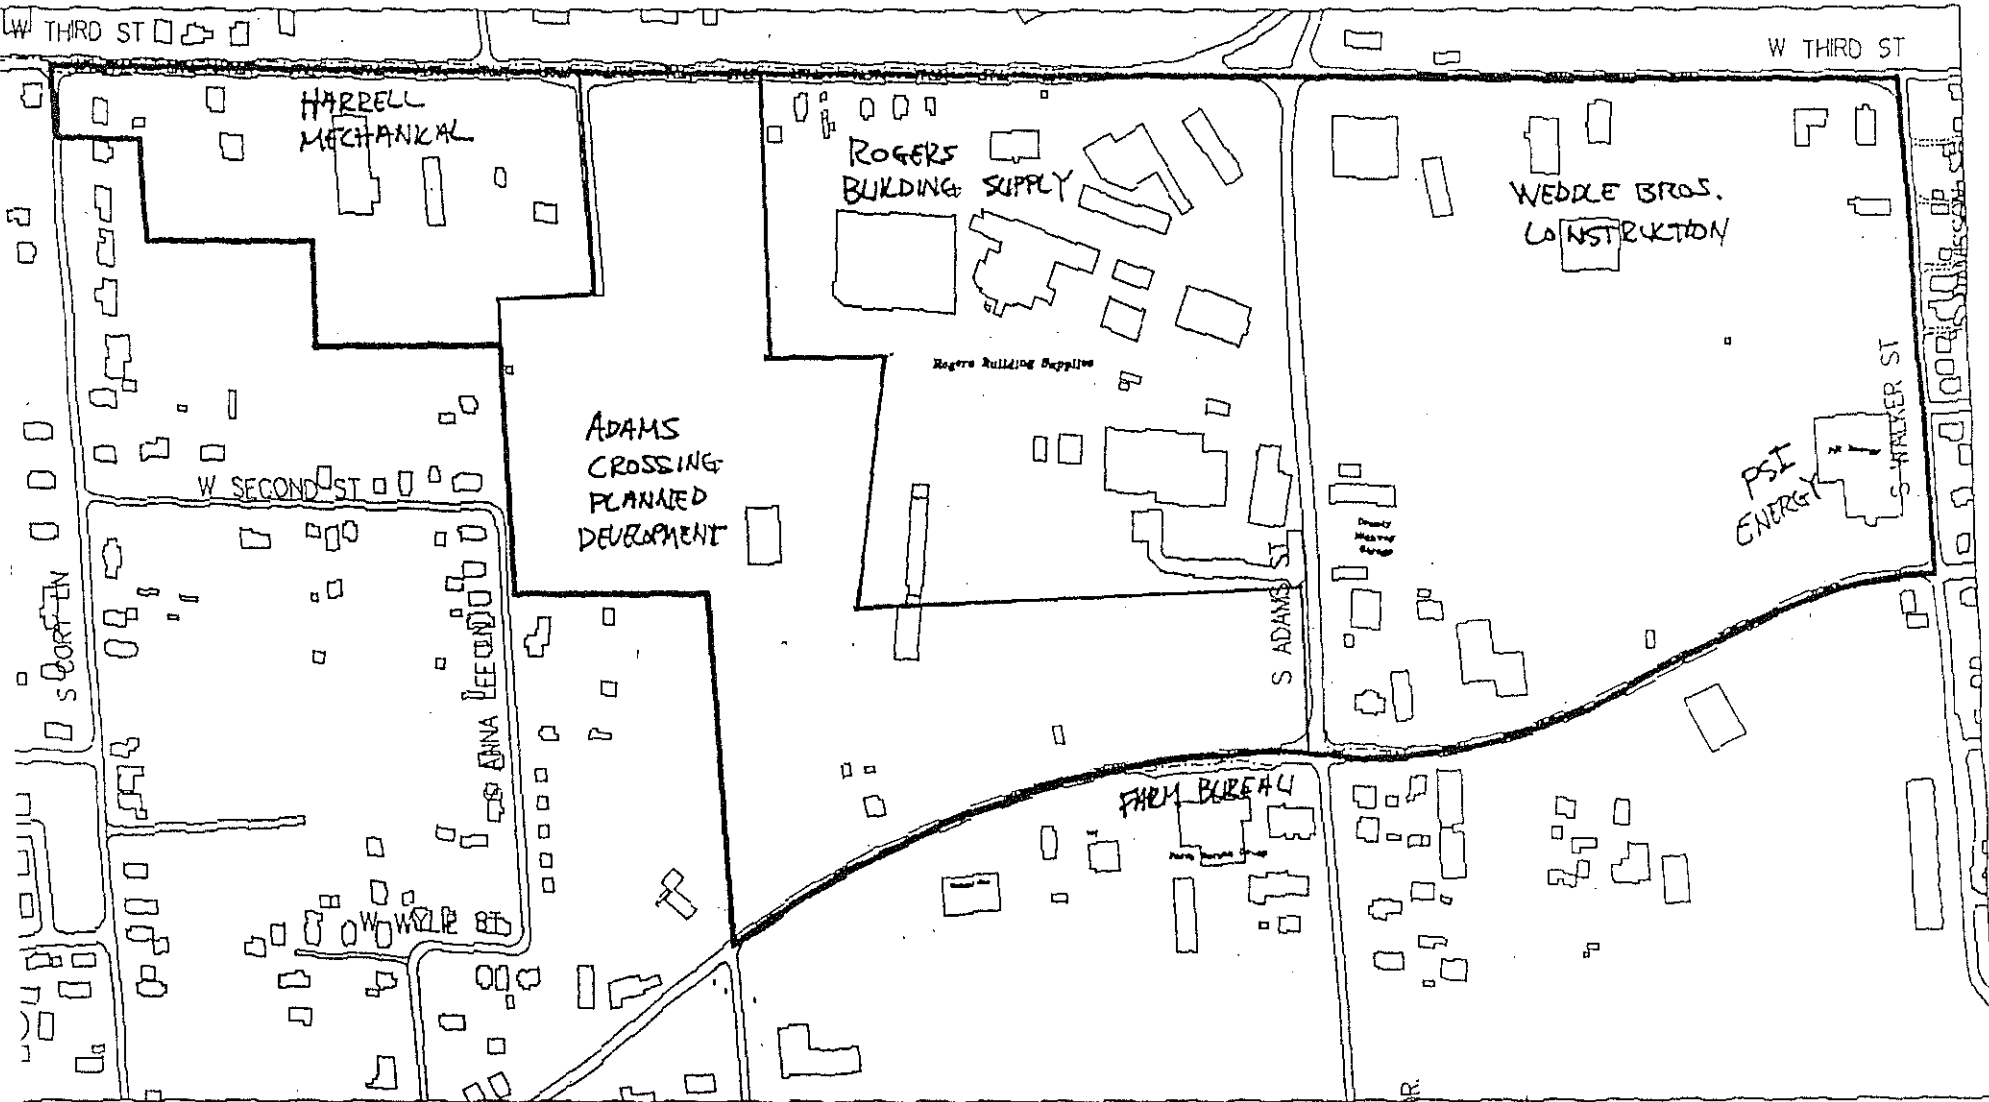 W THIRD ST
W THIRD ST
HARRELL
MECHANICAL
ROGERS
BUILDING SUPPLY
WEDDLE BROS.
CONSTRUCTION
Rogers Building Supplies
S WALKER ST
PSI
ENERGY
ADAMS
CROSSING
PLANNED
DEVELOPMENT
W SECOND ST
S ADAMS ST
S CORY LN
S ANNA LEE LN
FARM BUREAU
W WYLIE ST